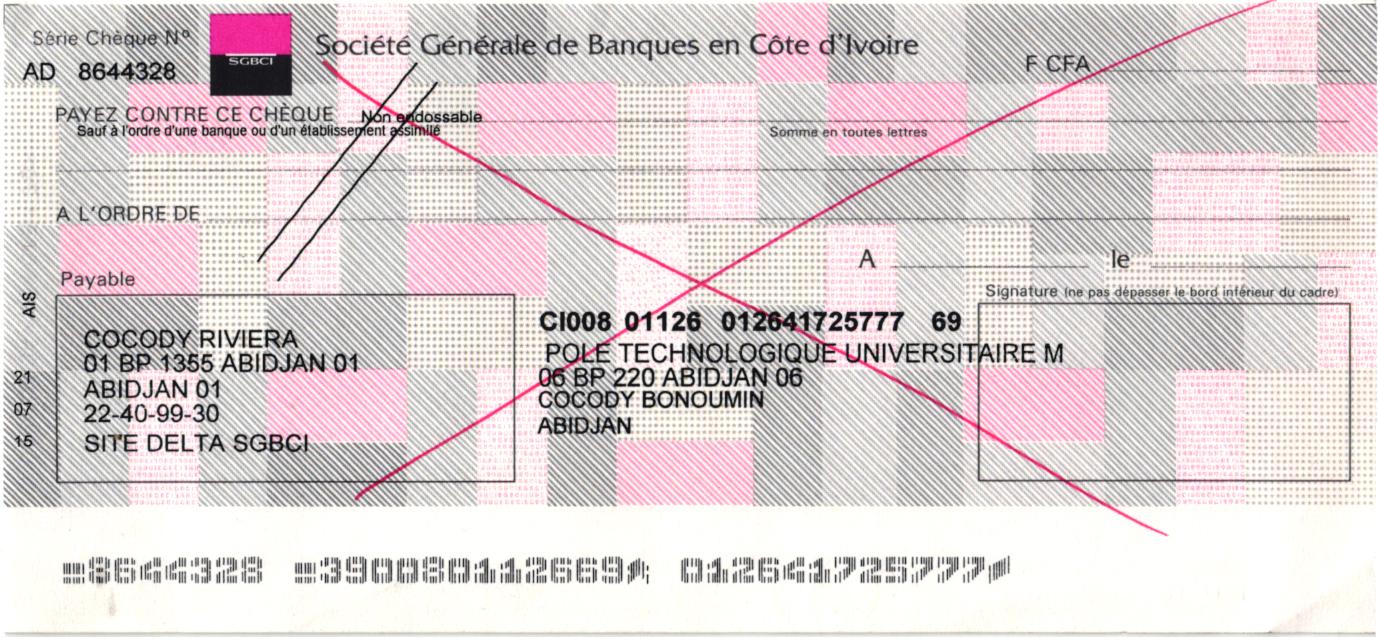 Série Chèque Nº
AD 8644328
SGBCI
Société Générale de Banques en Côte d'Ivoire
F CFA
PAYEZ CONTRE CE CHÈQUE
Non endossable
Sauf à l'ordre d'une banque ou d'un établissement assimilé
Somme en toutes lettres
A L'ORDRE DE
A
le
Payable
Signature (ne pas dépasser le bord inférieur du cadre)
AIS
21
07
15
COCODY RIVIERA
01 BP 1355 ABIDJAN 01
ABIDJAN 01
22-40-99-30
SITE DELTA SGBCI
CI008 01126 012641725777 69
POLE TECHNOLOGIQUE UNIVERSITAIRE M
06 BP 220 ABIDJAN 06
COCODY BONOUMIN
ABIDJAN
8644328 390080112669 012641725777